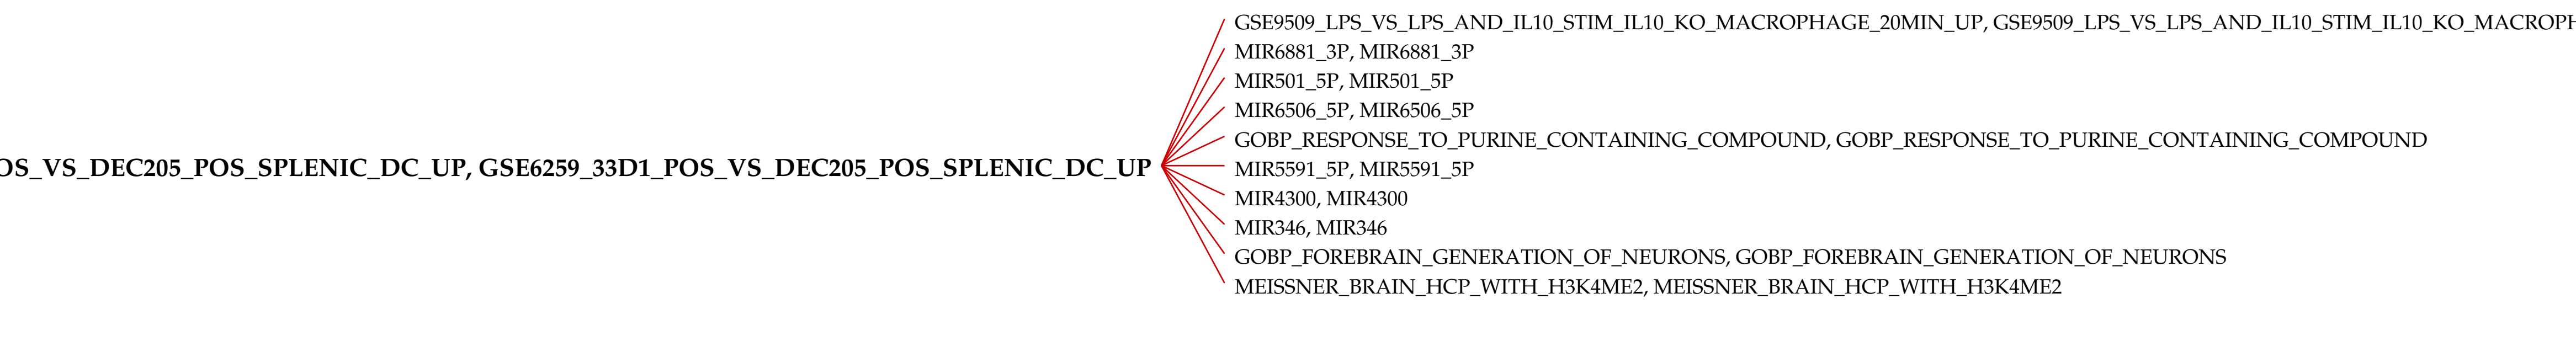 GSE9509_LPS_VS_LPS_AND_IL10_STIM_IL10_KO_MACROPHAGE_20MIN_UP, GSE9509_LPS_VS_LPS_AND_IL10_STIM_IL10_KO_MACROPH
MIR6881_3P, MIR6881_3P
MIR501_5P, MIR501_5P
MIR6506_5P, MIR6506_5P
GOBP_RESPONSE_TO_PURINE_CONTAINING_COMPOUND, GOBP_RESPONSE_TO_PURINE_CONTAINING_COMPOUND
OS_VS_DEC205_POS_SPLENIC_DC_UP, GSE6259_33D1_POS_VS_DEC205_POS_SPLENIC_DC_UP
MIR5591_5P, MIR5591_5P
MIR4300, MIR4300
MIR346, MIR346
GOBP_FOREBRAIN_GENERATION_OF_NEURONS, GOBP_FOREBRAIN_GENERATION_OF_NEURONS
MEISSNER_BRAIN_HCP_WITH_H3K4ME2, MEISSNER_BRAIN_HCP_WITH_H3K4ME2